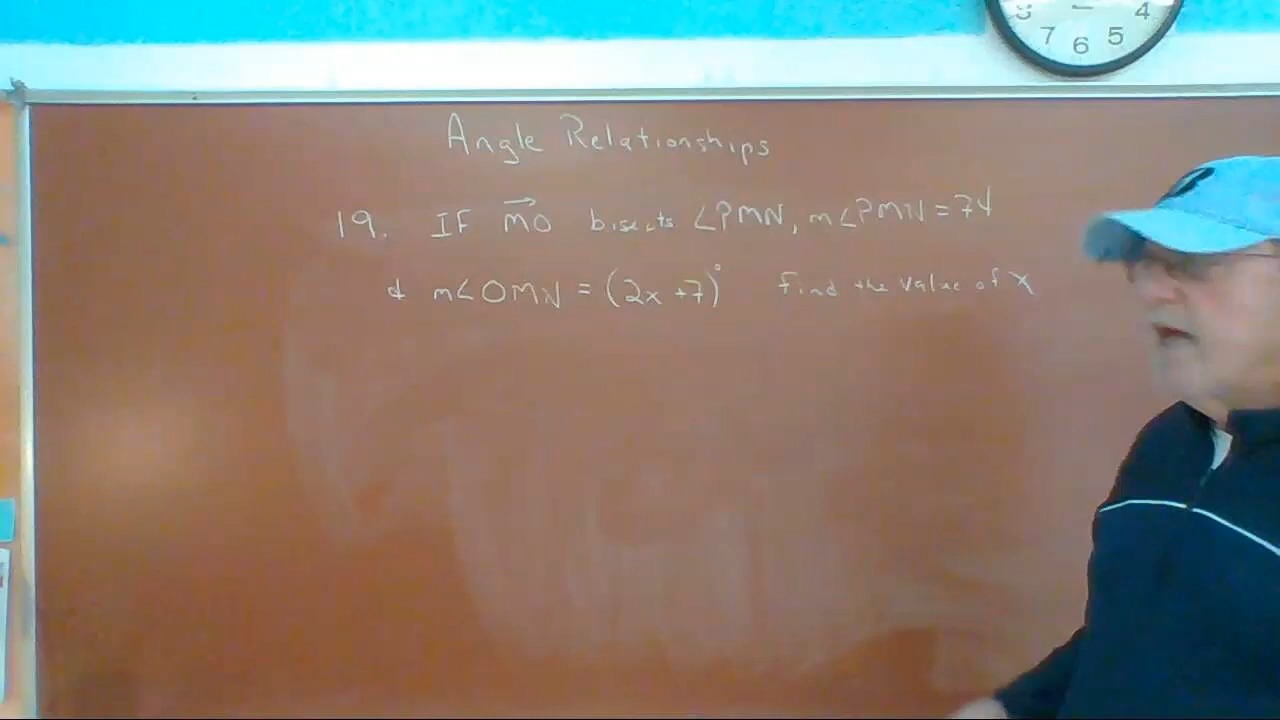 4
7 6 5
Angle Relationships
19. IF MO bisects ∠PMN, m∠PMN = 74
& m∠OMN = (2x + 7)° Find the value of x